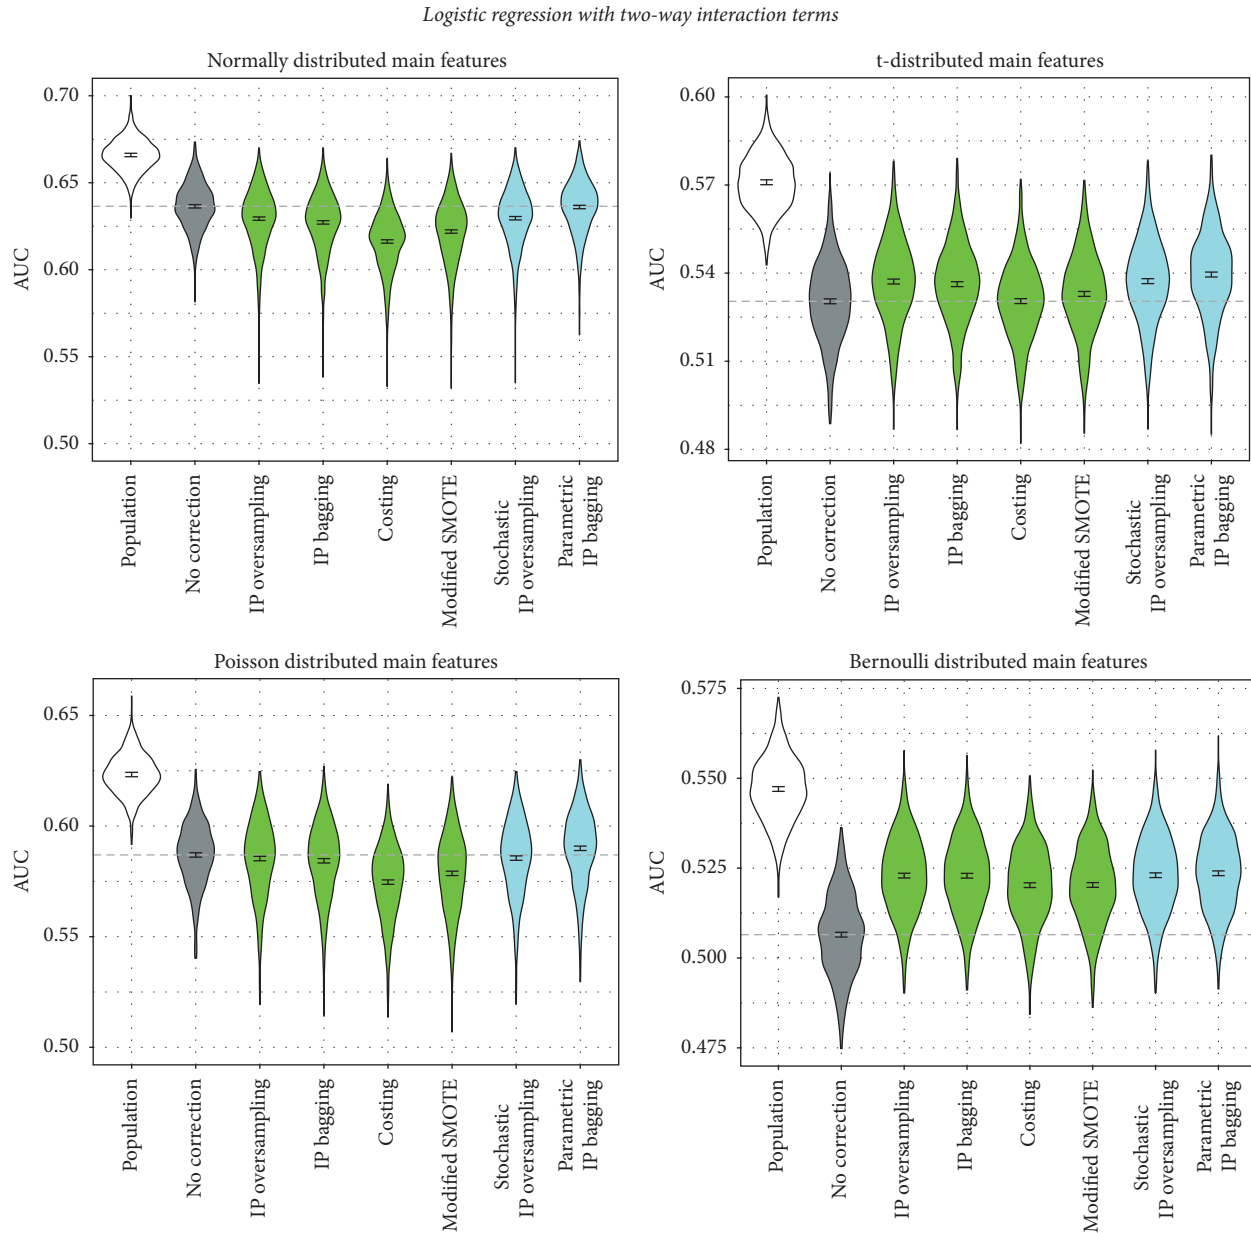 Logistic regression with two-way interaction terms
Normally distributed main features
AUC
0.70
0.65
0.60
0.55
0.50
Population
No correction
IP oversampling
IP bagging
Costing
Modified SMOTE
Stochastic
IP oversampling
Parametric
IP bagging
t-distributed main features
AUC
0.60
0.57
0.54
0.51
0.48
Population
No correction
IP oversampling
IP bagging
Costing
Modified SMOTE
Stochastic
IP oversampling
Parametric
IP bagging
Poisson distributed main features
AUC
0.65
0.60
0.55
0.50
Population
No correction
IP oversampling
IP bagging
Costing
Modified SMOTE
Stochastic
IP oversampling
Parametric
IP bagging
Bernoulli distributed main features
AUC
0.575
0.550
0.525
0.500
0.475
Population
No correction
IP oversampling
IP bagging
Costing
Modified SMOTE
Stochastic
IP oversampling
Parametric
IP bagging